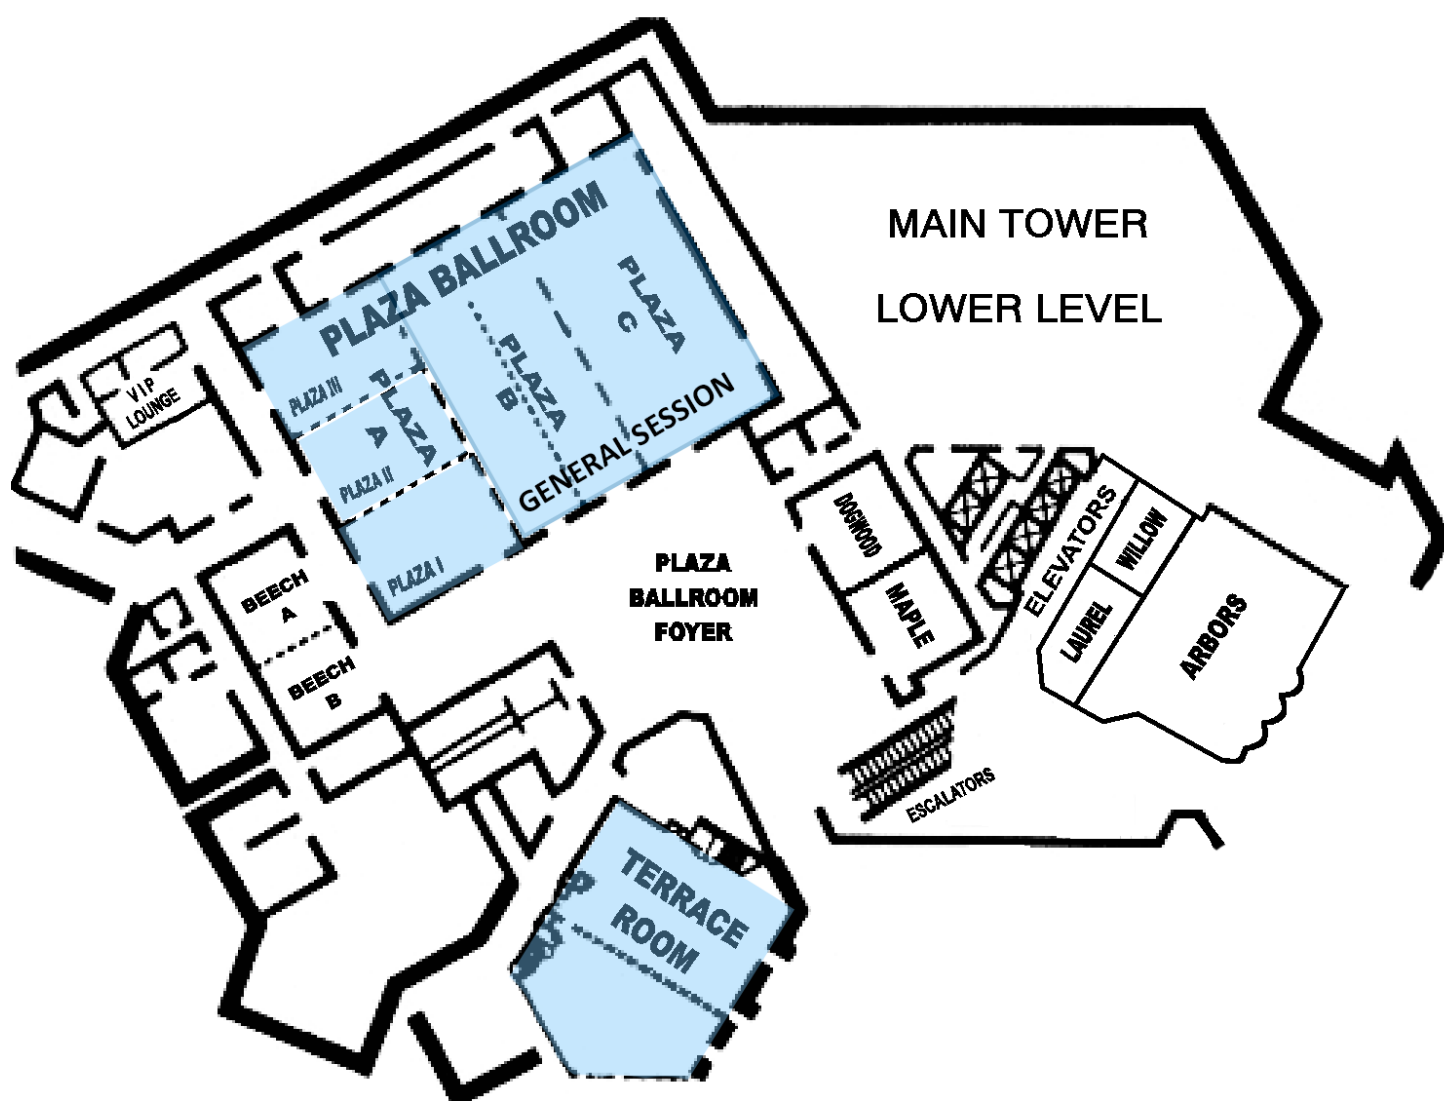 MAIN TOWER
LOWER LEVEL
PLAZA BALLROOM
PLAZA
C
PLAZA
B
PLAZA
A
PLAZA III
PLAZA II
PLAZA I
GENERAL SESSION
VIP
LOUNGE
BEECH
A
BEECH
B
PLAZA
BALLROOM
FOYER
DOGWOOD
MAPLE
ELEVATORS
WILLOW
LAUREL
ARBORS
ESCALATORS
TERRACE
ROOM